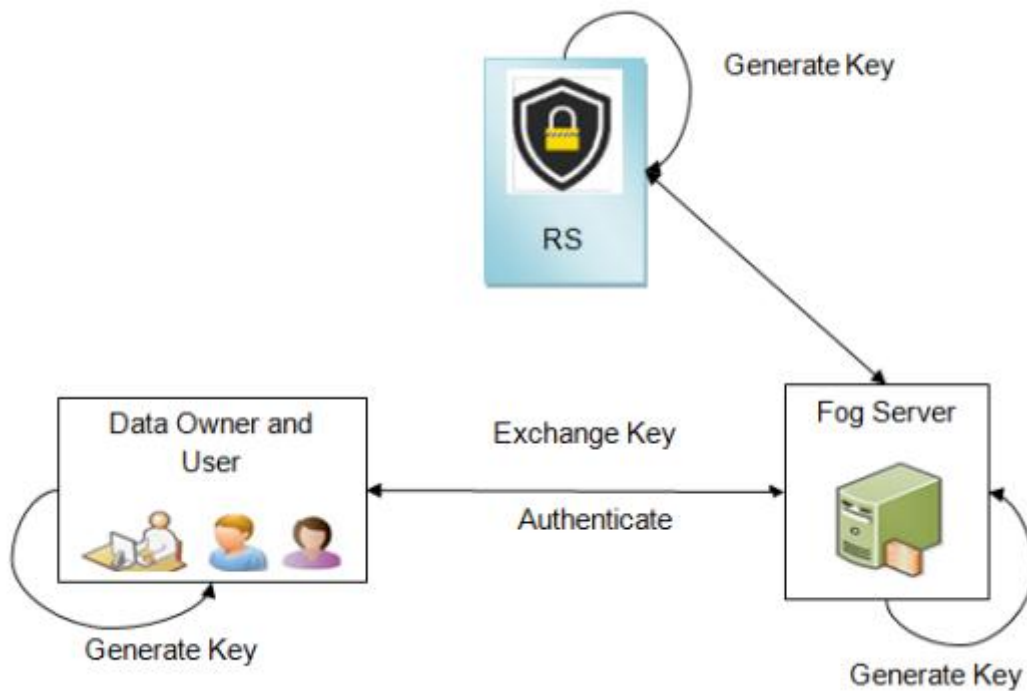 Generate Key
RS
Data Owner and
User
Exchange Key
Authenticate
Fog Server
Generate Key
Generate Key